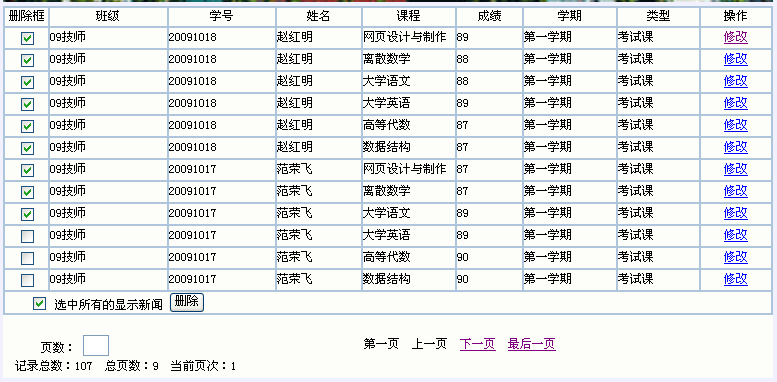 删除框 班级 学号 姓名 课程 成绩 学期 类型 操作
09技师 20091018 赵红明 网页设计与制作 89 第一学期 考试课 修改
09技师 20091018 赵红明 离散数学 88 第一学期 考试课 修改
09技师 20091018 赵红明 大学语文 88 第一学期 考试课 修改
09技师 20091018 赵红明 大学英语 89 第一学期 考试课 修改
09技师 20091018 赵红明 高等代数 87 第一学期 考试课 修改
09技师 20091018 赵红明 数据结构 87 第一学期 考试课 修改
09技师 20091017 范荣飞 网页设计与制作 87 第一学期 考试课 修改
09技师 20091017 范荣飞 离散数学 87 第一学期 考试课 修改
09技师 20091017 范荣飞 大学语文 89 第一学期 考试课 修改
09技师 20091017 范荣飞 大学英语 89 第一学期 考试课 修改
09技师 20091017 范荣飞 高等代数 90 第一学期 考试课 修改
09技师 20091017 范荣飞 数据结构 90 第一学期 考试课 修改
选中所有的显示新闻 删除
页数： 第一页 上一页 下一页 最后一页
记录总数：107 总页数：9 当前页次：1